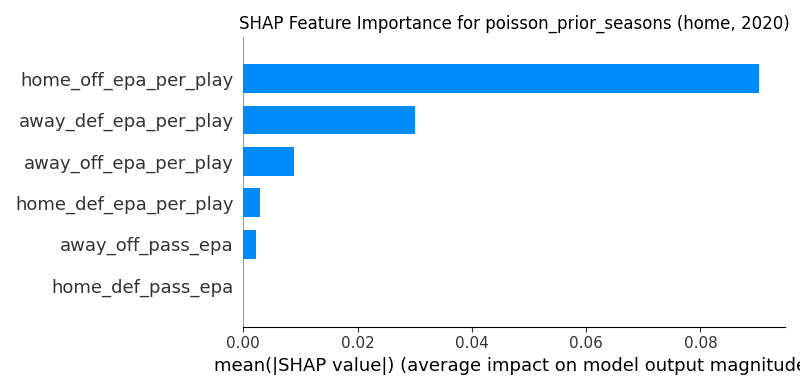 SHAP Feature Importance for poisson_prior_seasons (home, 2020)
home_off_epa_per_play
away_def_epa_per_play
away_off_epa_per_play
home_def_epa_per_play
away_off_pass_epa
home_def_pass_epa
0.00 0.02 0.04 0.06 0.08
mean(|SHAP value|) (average impact on model output magnitude